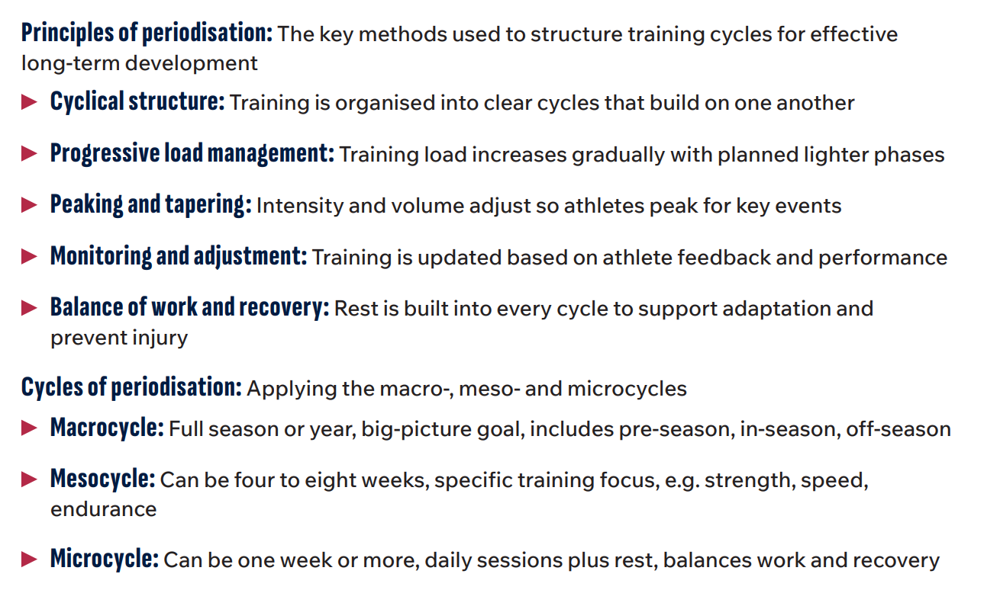 Principles of periodisation: The key methods used to structure training cycles for effective
long-term development
► Cyclical structure: Training is organised into clear cycles that build on one another
► Progressive load management: Training load increases gradually with planned lighter phases
► Peaking and tapering: Intensity and volume adjust so athletes peak for key events
► Monitoring and adjustment: Training is updated based on athlete feedback and performance
► Balance of work and recovery: Rest is built into every cycle to support adaptation and
prevent injury
Cycles of periodisation: Applying the macro-, meso- and microcycles
► Macrocycle: Full season or year, big-picture goal, includes pre-season, in-season, off-season
► Mesocycle: Can be four to eight weeks, specific training focus, e.g. strength, speed,
endurance
► Microcycle: Can be one week or more, daily sessions plus rest, balances work and recovery